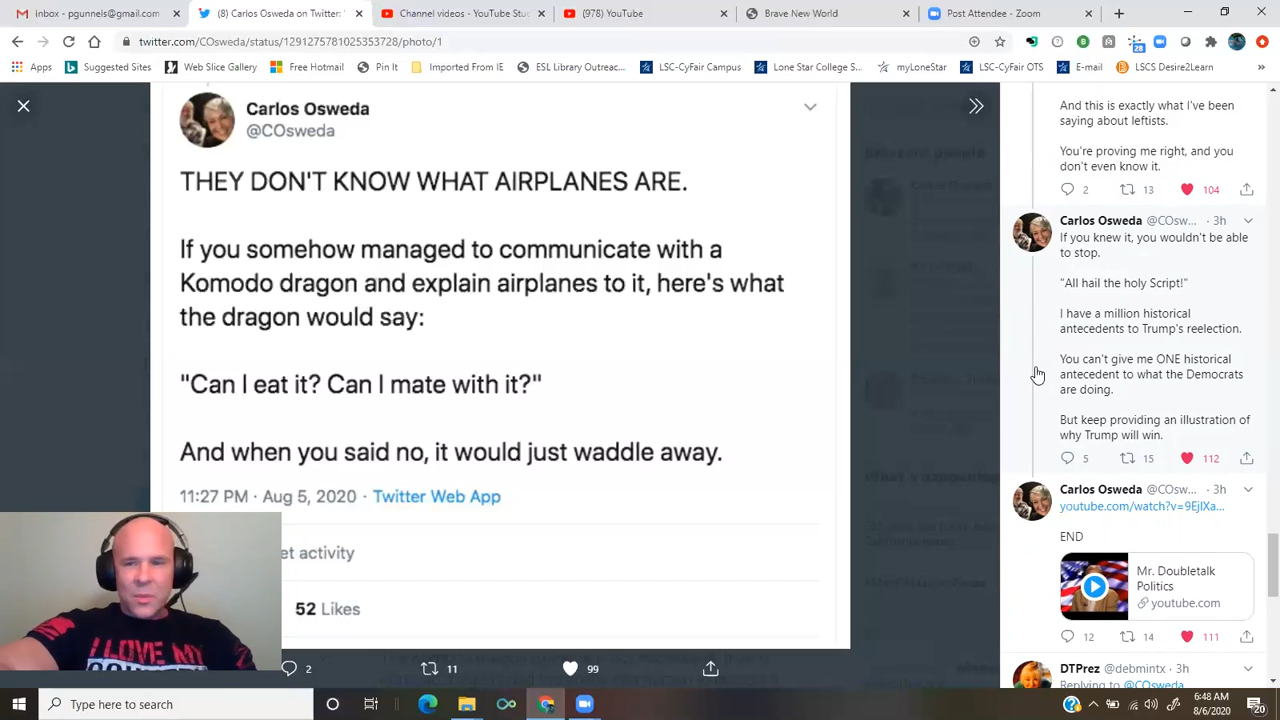 M Inbox - pgunnels@gmail.com
(8) Carlos Osweda on Twitter:
Channel videos - YouTube Stu
(978) YouTube
Brave New World
Post Attendee - Zoom
twitter.com/COsweda/status/1291275781025353728/photo/1
28
Apps
Suggested Sites
Web Slice Gallery
Free Hotmail
Pin It
Imported From IE
ESL Library Outreac...
LSC-CyFair Campus
Lone Star College S...
myLoneStar
LSC-CyFair OTS
E-mail
LSCS Desire2Learn
Carlos Osweda
@COsweda
THEY DON'T KNOW WHAT AIRPLANES ARE.
If you somehow managed to communicate with a
Komodo dragon and explain airplanes to it, here's what
the dragon would say:
"Can I eat it? Can I mate with it?"
And when you said no, it would just waddle away.
11:27 PM · Aug 5, 2020 · Twitter Web App
et activity
52 Likes
2
11
99
And this is exactly what I've been
saying about leftists.
You're proving me right, and you
don't even know it.
2 13 104
Carlos Osweda @COsw... · 3h
If you knew it, you wouldn't be able
to stop.
"All hail the holy Script!"
I have a million historical
antecedents to Trump's reelection.
You can't give me ONE historical
antecedent to what the Democrats
are doing.
But keep providing an illustration of
why Trump will win.
5 15 112
Carlos Osweda @COsw... · 3h
youtube.com/watch?v=9EjIXa...
END
Mr. Doubletalk
Politics
youtube.com
12 14 111
DTPrez @debmintx · 3h
Replying to @COsweda
I LOVE MY
Type here to search
6:48 AM
8/6/2020
20